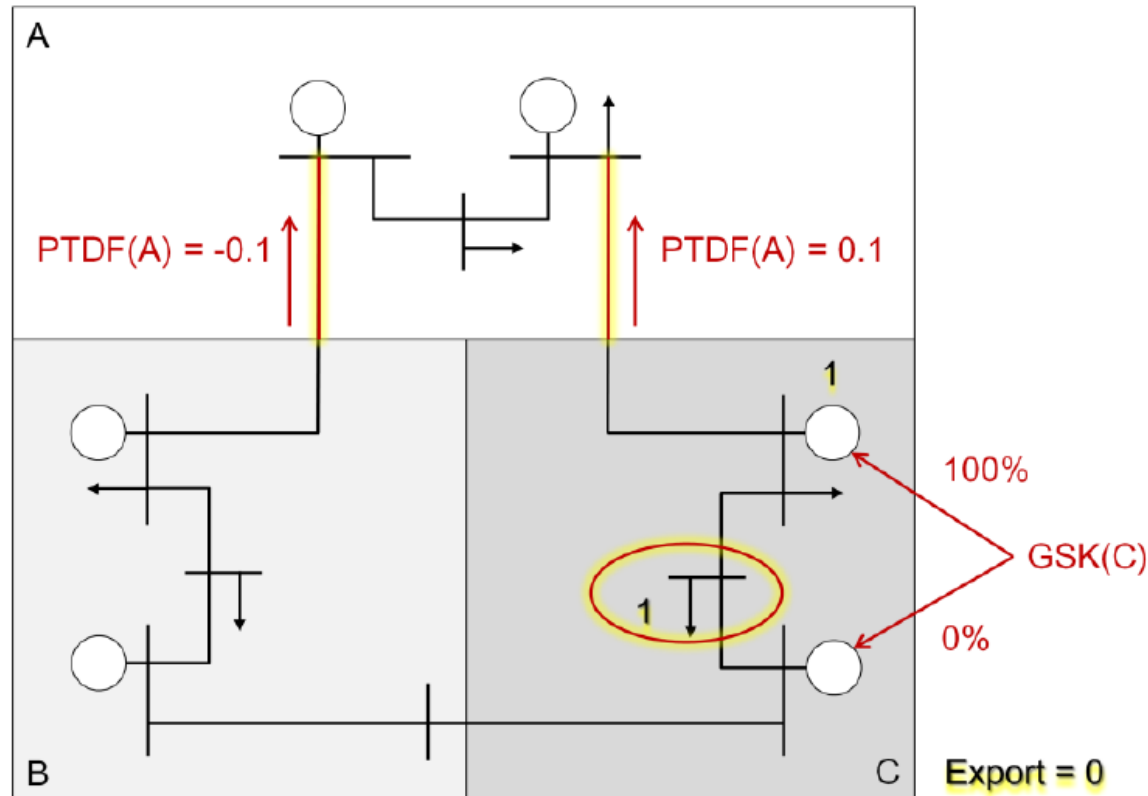 A
PTDF(A) = -0.1
PTDF(A) = 0.1
1
100%
GSK(C)
1
0%
B
C
Export = 0